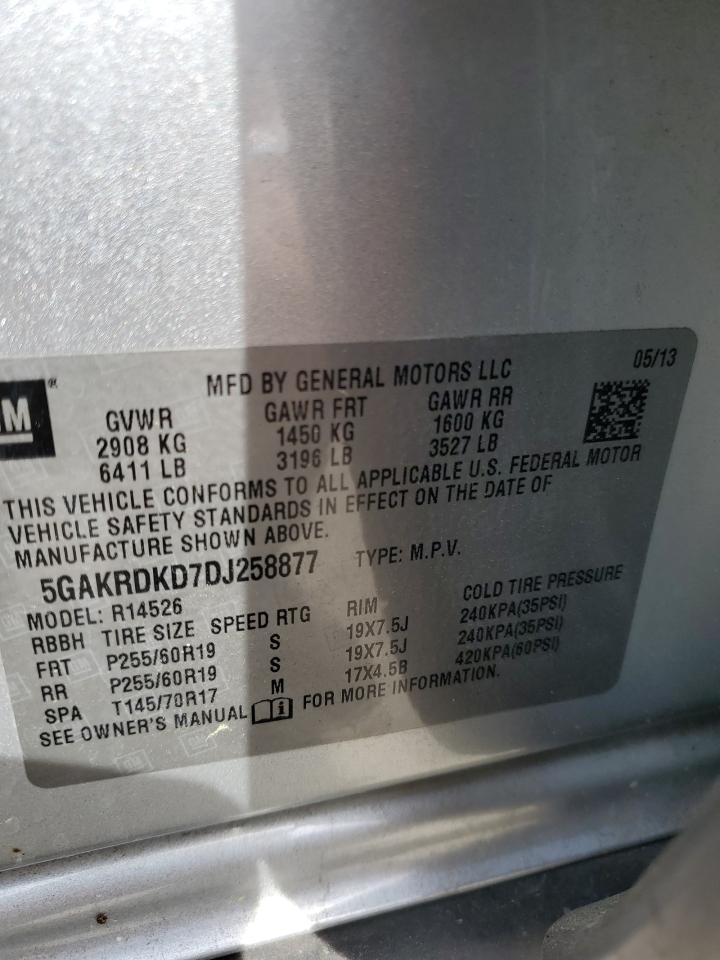 GM®
MFD BY GENERAL MOTORS LLC 05/13
GVWR GAWR FRT GAWR RR
2908 KG 1450 KG 1600 KG
6411 LB 3196 LB 3527 LB
THIS VEHICLE CONFORMS TO ALL APPLICABLE U.S. FEDERAL MOTOR
VEHICLE SAFETY STANDARDS IN EFFECT ON THE DATE OF
MANUFACTURE SHOWN ABOVE.
5GAKRDKD7DJ258877 TYPE: M.P.V.
MODEL: R14526
RBBH TIRE SIZE SPEED RTG RIM COLD TIRE PRESSURE
FRT P255/60R19 S 19X7.5J 240KPA(35PSI)
RR P255/60R19 S 19X7.5J 240KPA(35PSI)
SPA T145/70R17 M 17X4.5B 420KPA(60PSI)
SEE OWNER'S MANUAL FOR MORE INFORMATION.